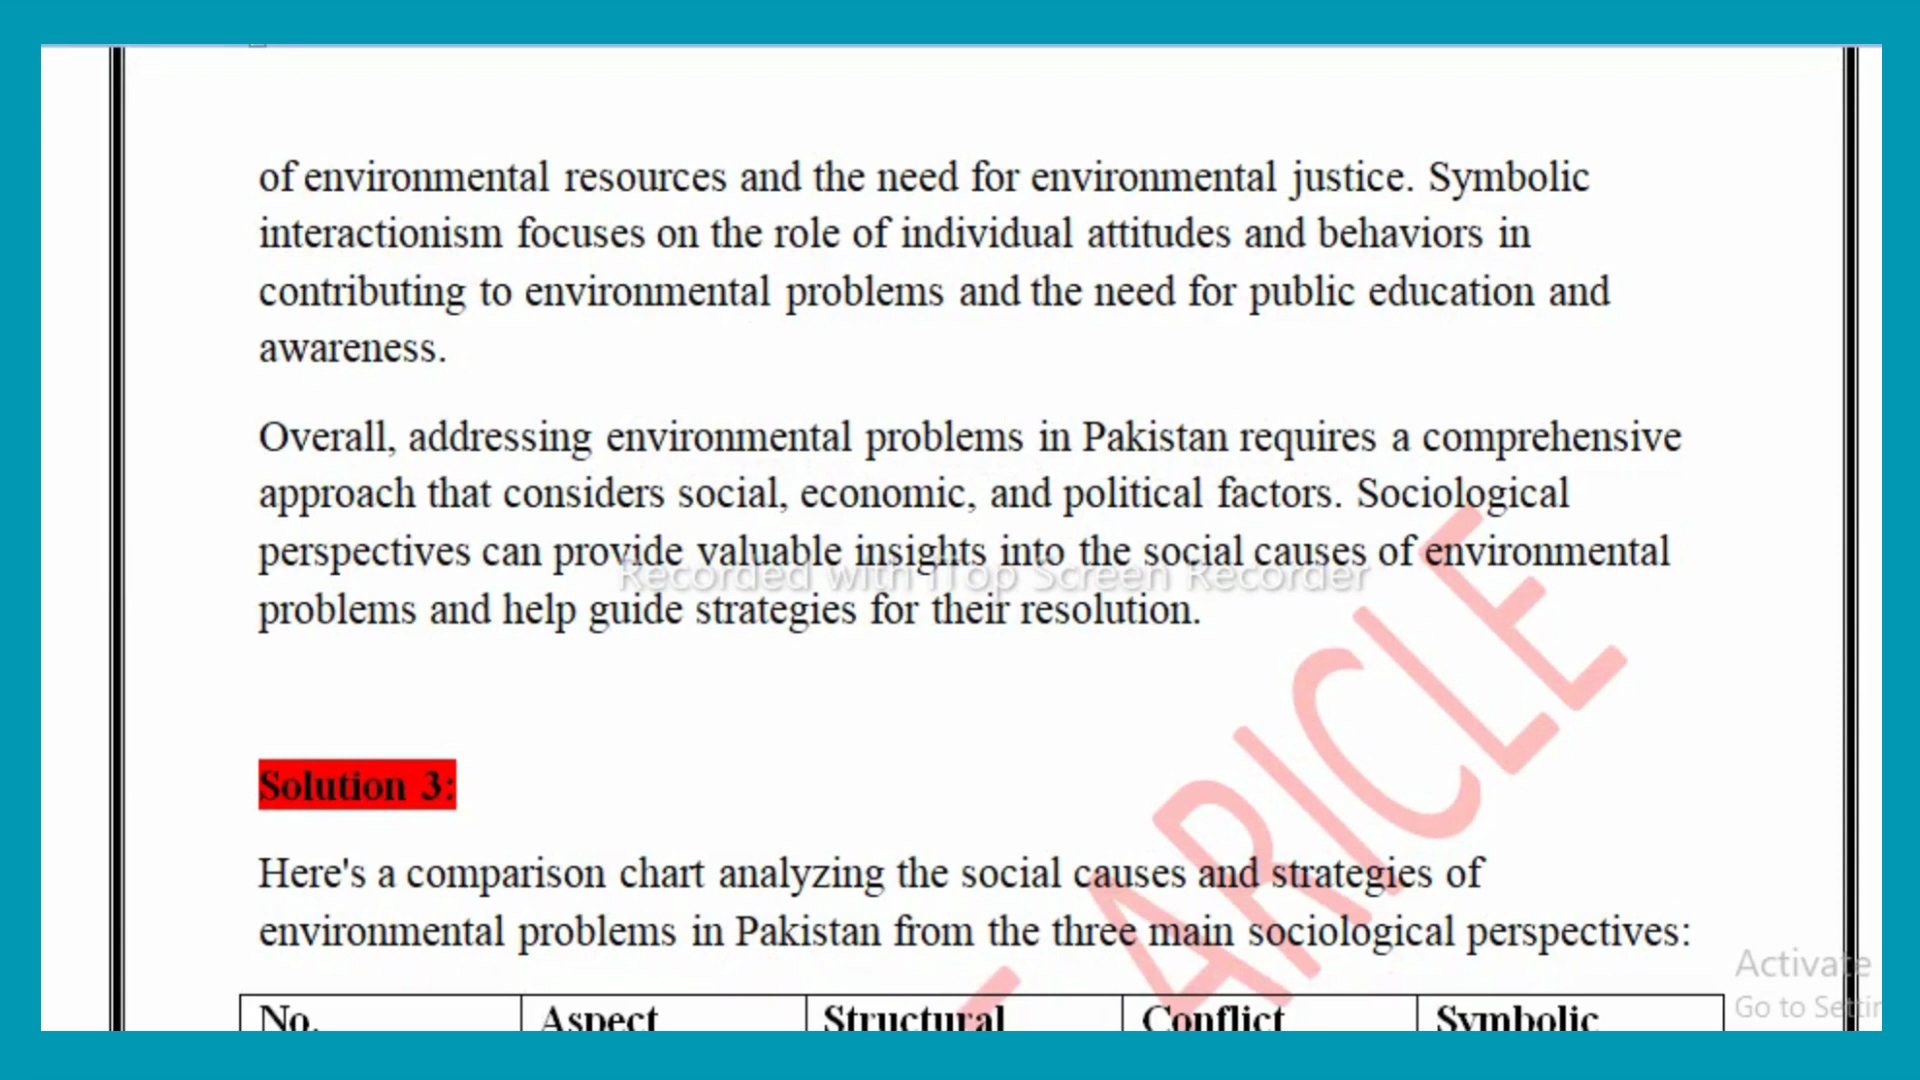 of environmental resources and the need for environmental justice. Symbolic
interactionism focuses on the role of individual attitudes and behaviors in
contributing to environmental problems and the need for public education and
awareness.
Overall, addressing environmental problems in Pakistan requires a comprehensive
approach that considers social, economic, and political factors. Sociological
perspectives can provide valuable insights into the social causes of environmental
Recorded with iTop Screen Recorder
problems and help guide strategies for their resolution.
ARICLE
Solution 3:
Here's a comparison chart analyzing the social causes and strategies of
environmental problems in Pakistan from the three main sociological perspectives:
Activate
Go to Settin
No. Aspect Structural Conflict Symbolic